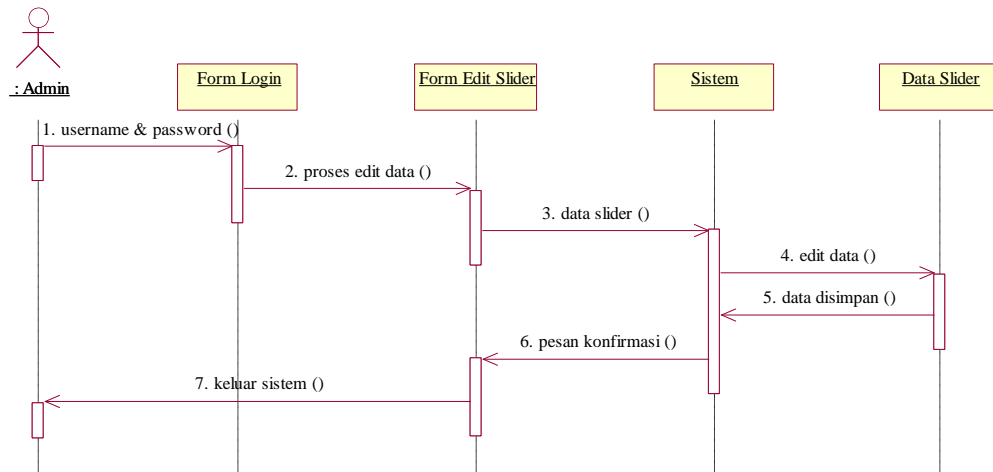 : Admin
Form Login
Form Edit Slider
Sistem
Data Slider
1. username & password ()
2. proses edit data ()
3. data slider ()
4. edit data ()
5. data disimpan ()
6. pesan konfirmasi ()
7. keluar sistem ()